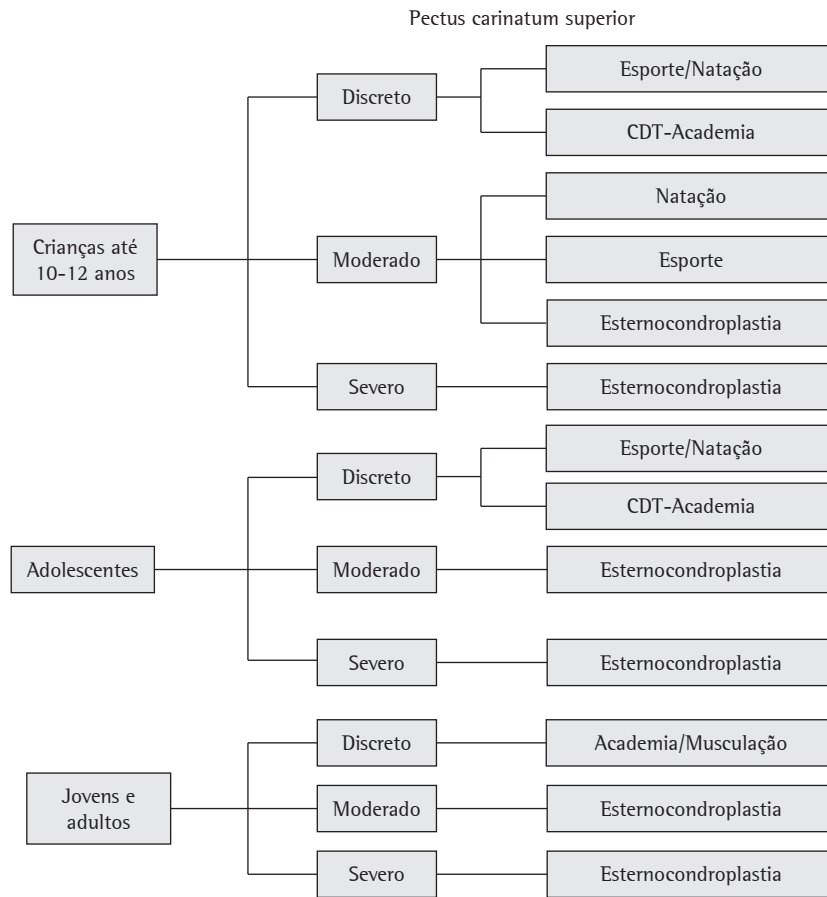 Pectus carinatum superior
Crianças até
10-12 anos
Discreto
Esporte/Natação
CDT-Academia
Moderado
Natação
Esporte
Esternocondroplastia
Severo
Esternocondroplastia
Adolescentes
Discreto
Esporte/Natação
CDT-Academia
Moderado
Esternocondroplastia
Severo
Esternocondroplastia
Jovens e
adultos
Discreto
Academia/Musculação
Moderado
Esternocondroplastia
Severo
Esternocondroplastia